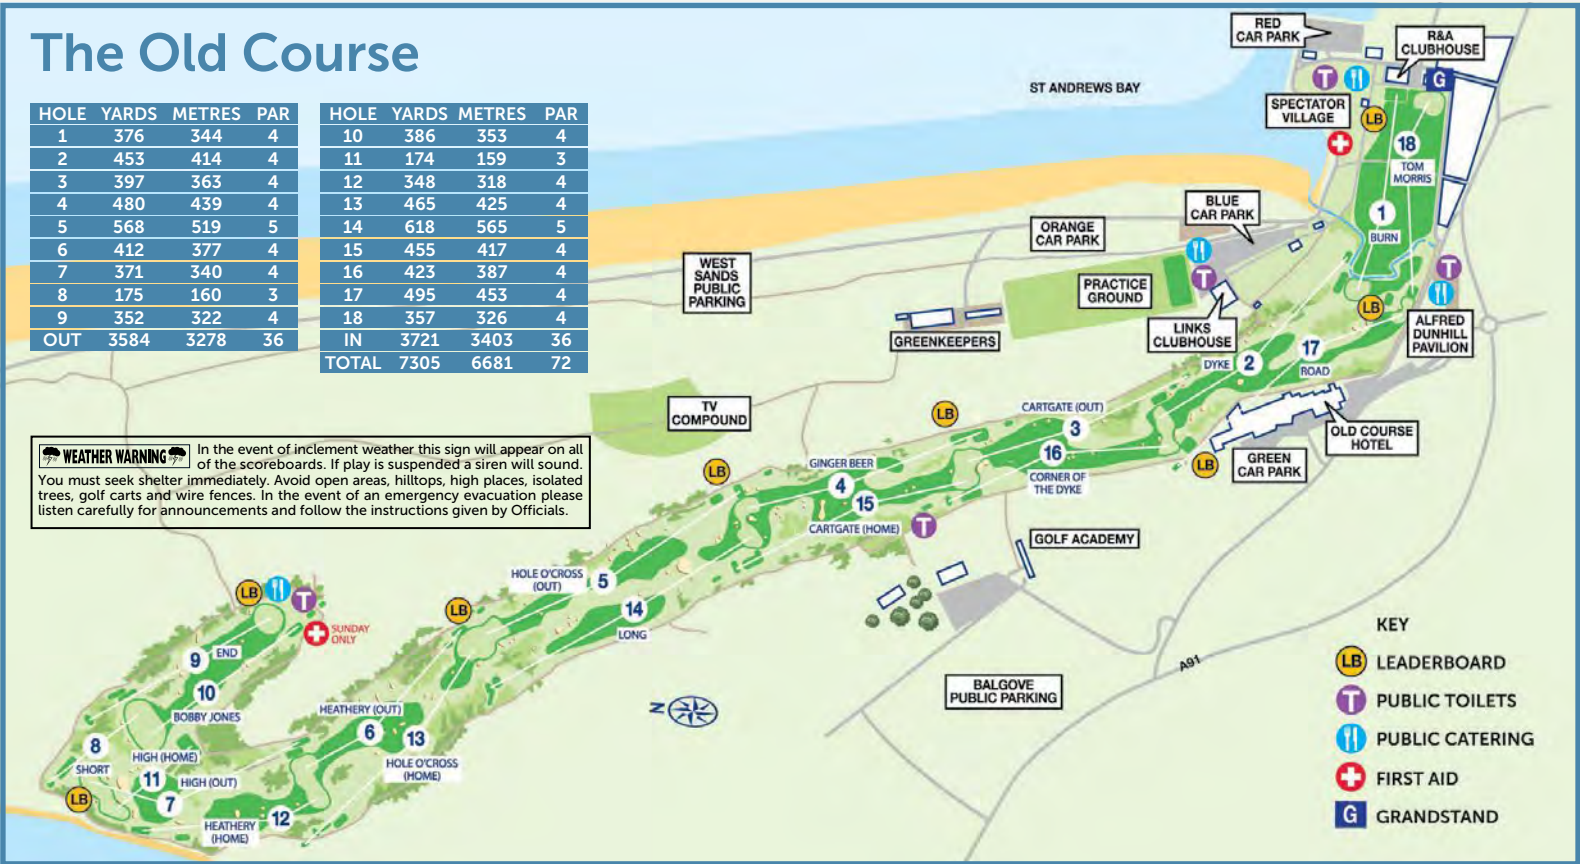 The Old Course
HOLE YARDS METRES PAR
1 376 344 4
2 453 414 4
3 397 363 4
4 480 439 4
5 568 519 5
6 412 377 4
7 371 340 4
8 175 160 3
9 352 322 4
OUT 3584 3278 36
HOLE YARDS METRES PAR
10 386 353 4
11 174 159 3
12 348 318 4
13 465 425 4
14 618 565 5
15 455 417 4
16 423 387 4
17 495 453 4
18 357 326 4
IN 3721 3403 36
TOTAL 7305 6681 72
WEATHER WARNING In the event of inclement weather this sign will appear on all
of the scoreboards. If play is suspended a siren will sound.
You must seek shelter immediately. Avoid open areas, hilltops, high places, isolated
trees, golf carts and wire fences. In the event of an emergency evacuation please
listen carefully for announcements and follow the instructions given by Officials.
RED
CAR PARK
R&A
CLUBHOUSE
T
G
ST ANDREWS BAY
SPECTATOR
VILLAGE
LB
18
TOM
MORRIS
1
BURN
BLUE
CAR PARK
ORANGE
CAR PARK
WEST
SANDS
PUBLIC
PARKING
PRACTICE
GROUND
T
T
LB
LINKS
CLUBHOUSE
GREENKEEPERS
ALFRED
DUNHILL
PAVILION
DYKE
2
17
ROAD
TV
COMPOUND
LB
CARTGATE (OUT)
3
16
CORNER OF
THE DYKE
OLD COURSE
HOTEL
GREEN
CAR PARK
LB
LB
GINGER BEER
4
15
CARTGATE (HOME)
T
GOLF ACADEMY
HOLE O'CROSS
(OUT)
5
14
LONG
LB
LB
T
SUNDAY
ONLY
9
END
10
BOBBY JONES
HEATHERY (OUT)
6
13
HOLE O'CROSS
(HOME)
8
SHORT
HIGH (HOME)
11
HIGH (OUT)
7
LB
12
HEATHERY
(HOME)
N
BALGOVE
PUBLIC PARKING
A91
KEY
LB LEADERBOARD
T PUBLIC TOILETS
PUBLIC CATERING
FIRST AID
G GRANDSTAND